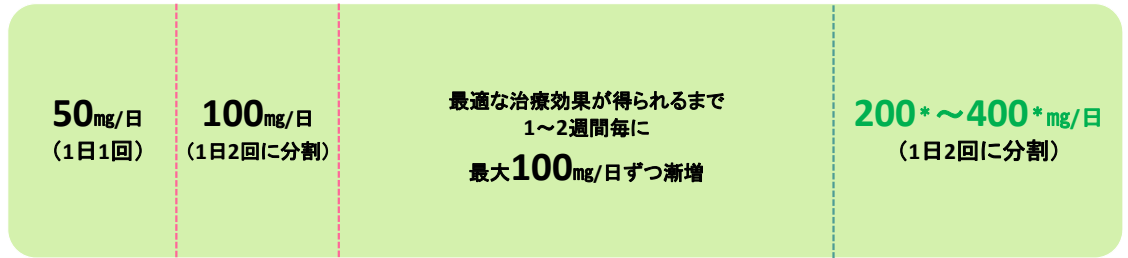 50mg/日
（1日1回）
100mg/日
（1日2回に分割）
最適な治療効果が得られるまで
1～2週間毎に
最大100mg/日ずつ漸増
200*～400*mg/日
（1日2回に分割）